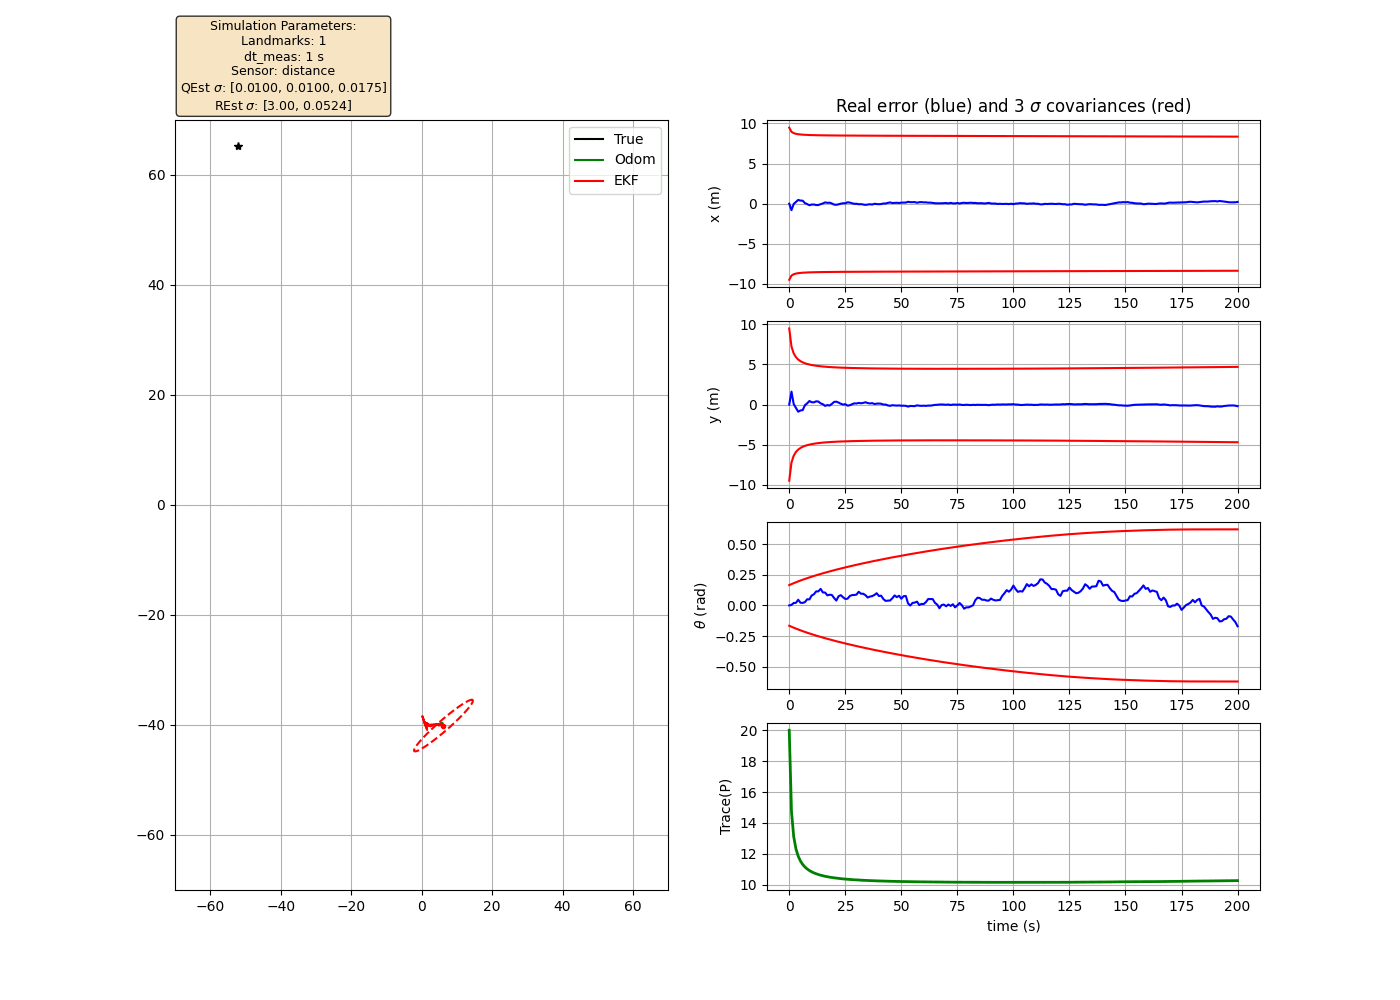 Simulation Parameters:
Landmarks: 1
dt_meas: 1 s
Sensor: distance
QEst σ: [0.0100, 0.0100, 0.0175]
REst σ: [3.00, 0.0524]
True
Odom
EKF
60
40
20
0
−20
−40
−60
−60 −40 −20 0 20 40 60
Real error (blue) and 3 σ covariances (red)
x (m)
10
5
0
−5
−10
0 25 50 75 100 125 150 175 200
y (m)
10
5
0
−5
−10
0 25 50 75 100 125 150 175 200
θ (rad)
0.50
0.25
0.00
−0.25
−0.50
0 25 50 75 100 125 150 175 200
Trace(P)
20
18
16
14
12
10
0 25 50 75 100 125 150 175 200
time (s)